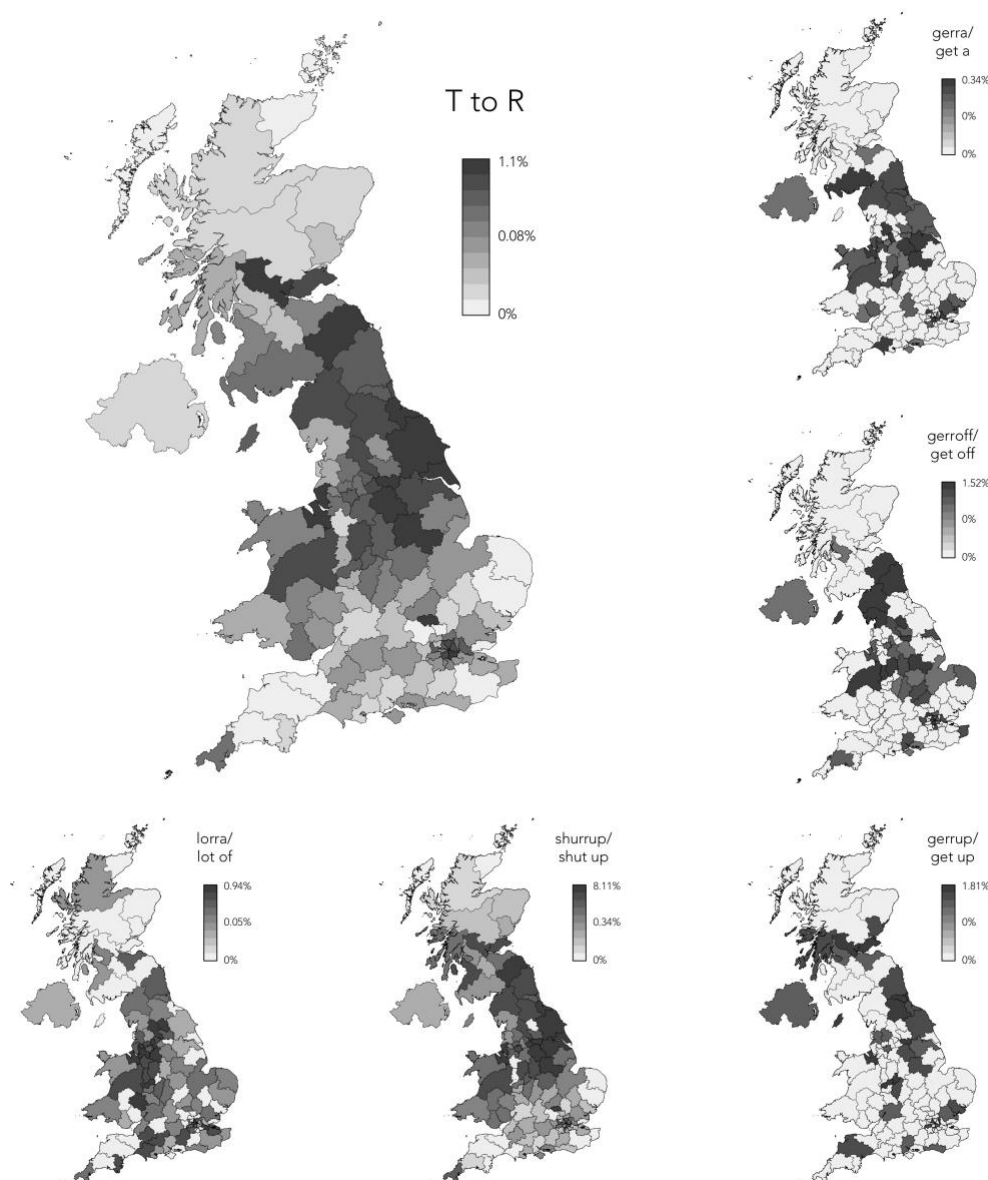 T to R
1.1%
0.08%
0%
gerra/
get a
0.34%
0%
0%
gerroff/
get off
1.52%
0%
0%
lorra/
lot of
0.94%
0.05%
0%
shurrup/
shut up
8.11%
0.34%
0%
gerrup/
get up
1.81%
0%
0%